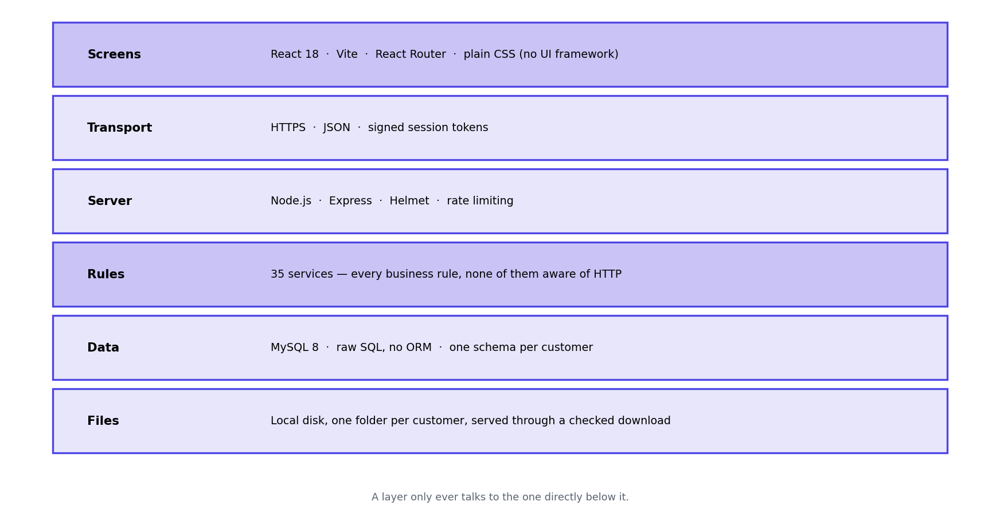 Screens
React 18 · Vite · React Router · plain CSS (no UI framework)
Transport
HTTPS · JSON · signed session tokens
Server
Node.js · Express · Helmet · rate limiting
Rules
35 services — every business rule, none of them aware of HTTP
Data
MySQL 8 · raw SQL, no ORM · one schema per customer
Files
Local disk, one folder per customer, served through a checked download
A layer only ever talks to the one directly below it.